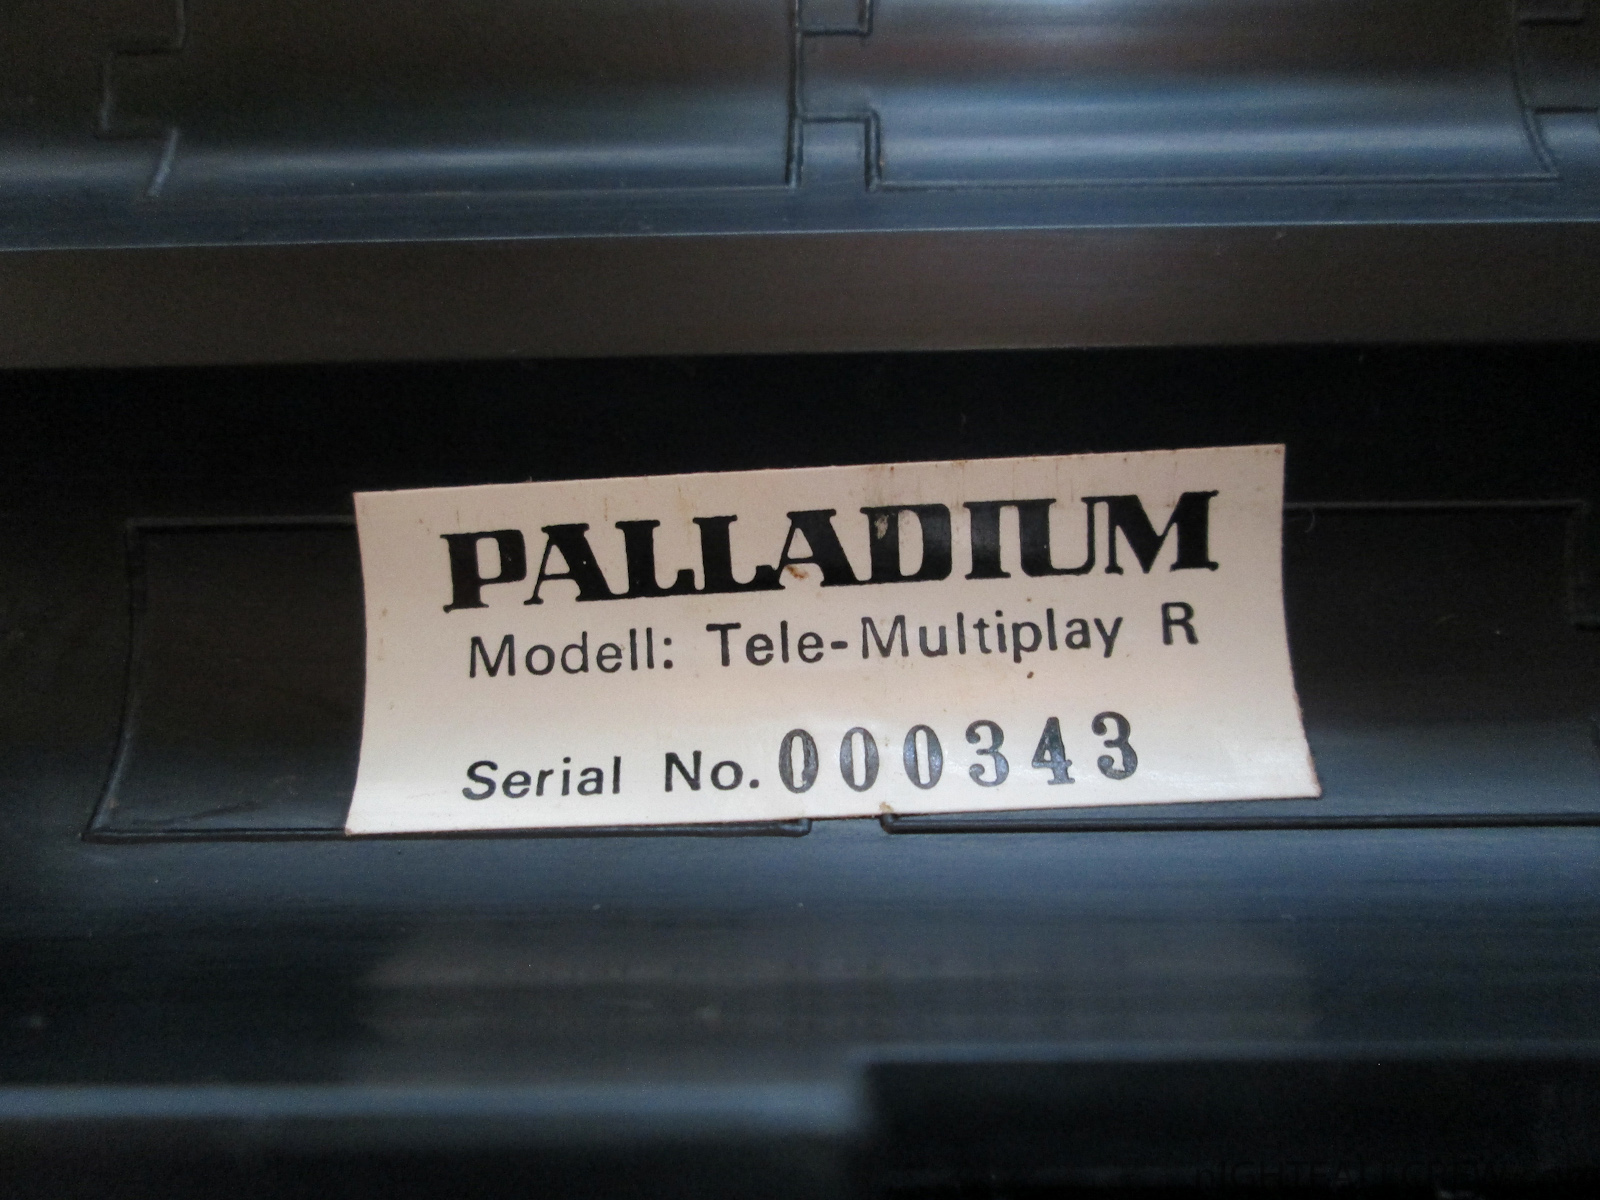 PALLADIUM
Modell: Tele-Multiplay R
Serial No. 000343